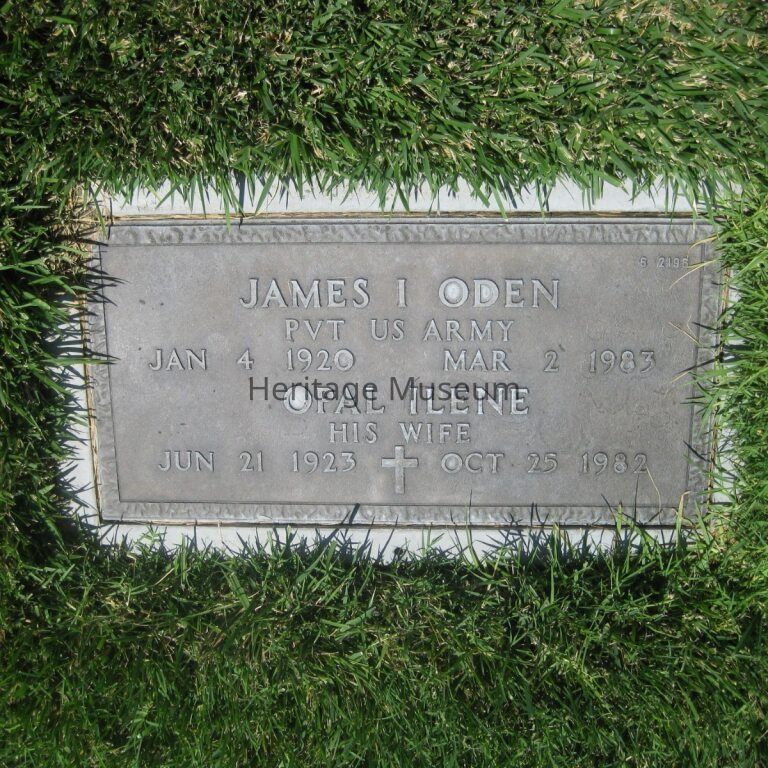 S 2196
JAMES I ODEN
PVT US ARMY
JAN 4 1920 MAR 2 1983
Heritage Museum
OPAL ILENE
HIS WIFE
JUN 21 1923 OCT 25 1982